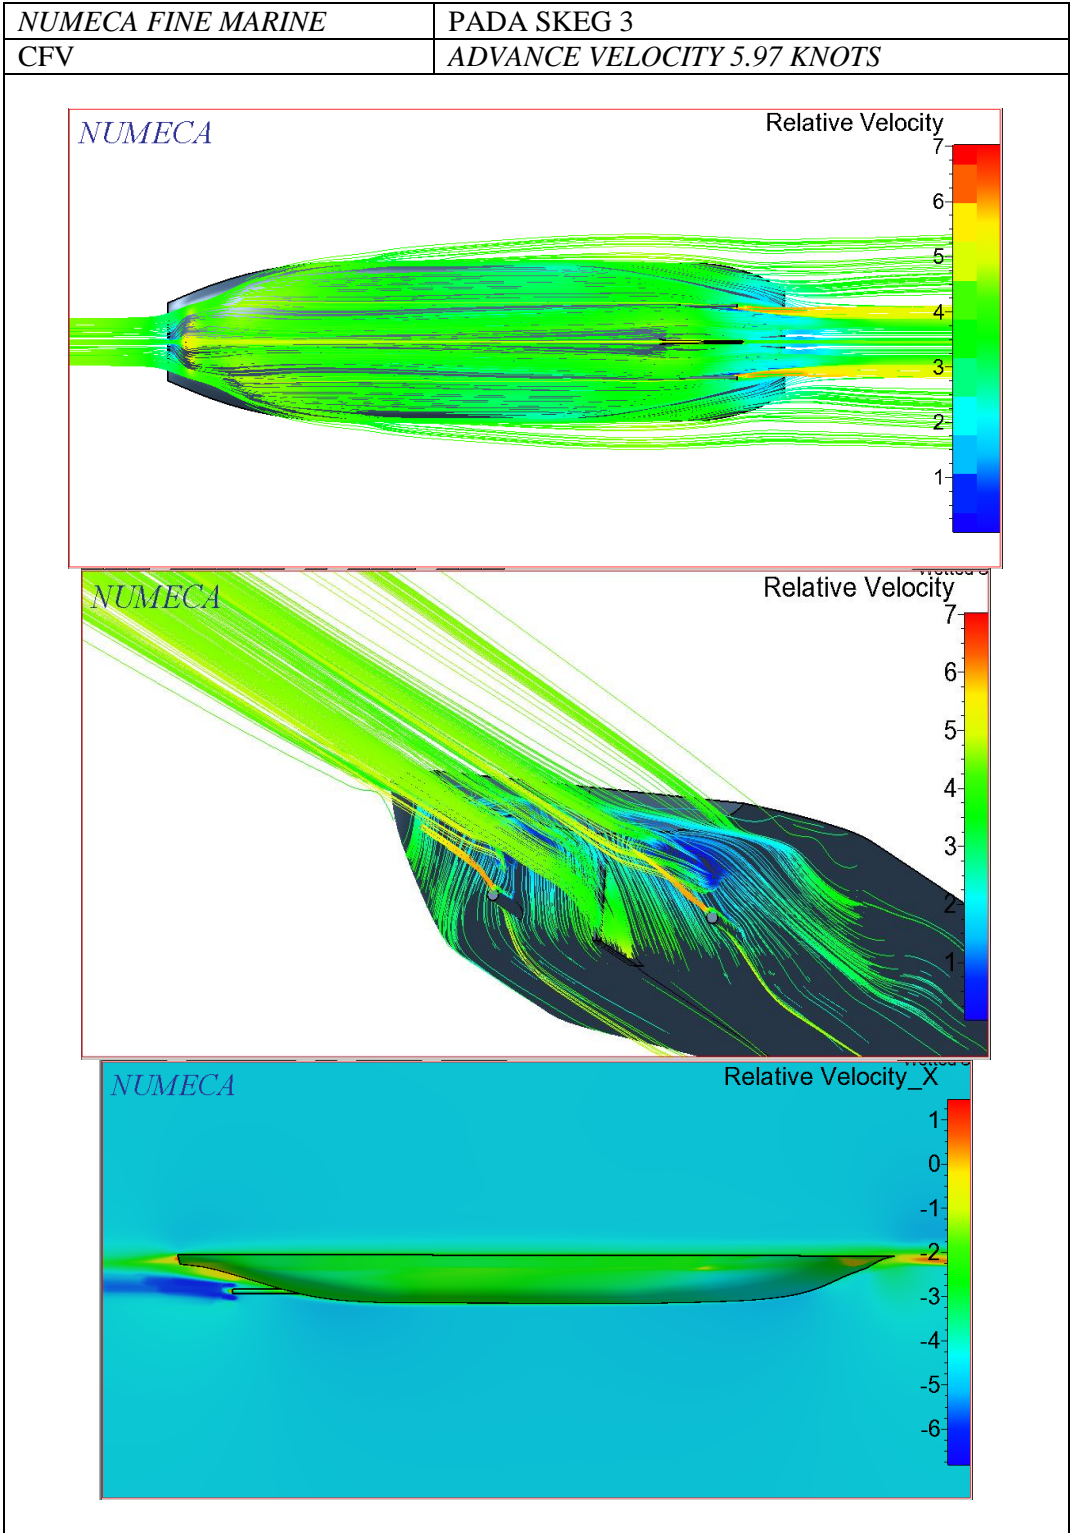 NUMECA FINE MARINE
PADA SKEG 3
CFV
ADVANCE VELOCITY 5.97 KNOTS
NUMECA
Relative Velocity
7
6
5
4
3
2
1
NUMECA
Relative Velocity
7
6
5
4
3
2
1
NUMECA
Relative Velocity_X
1
0
-1
-2
-3
-4
-5
-6